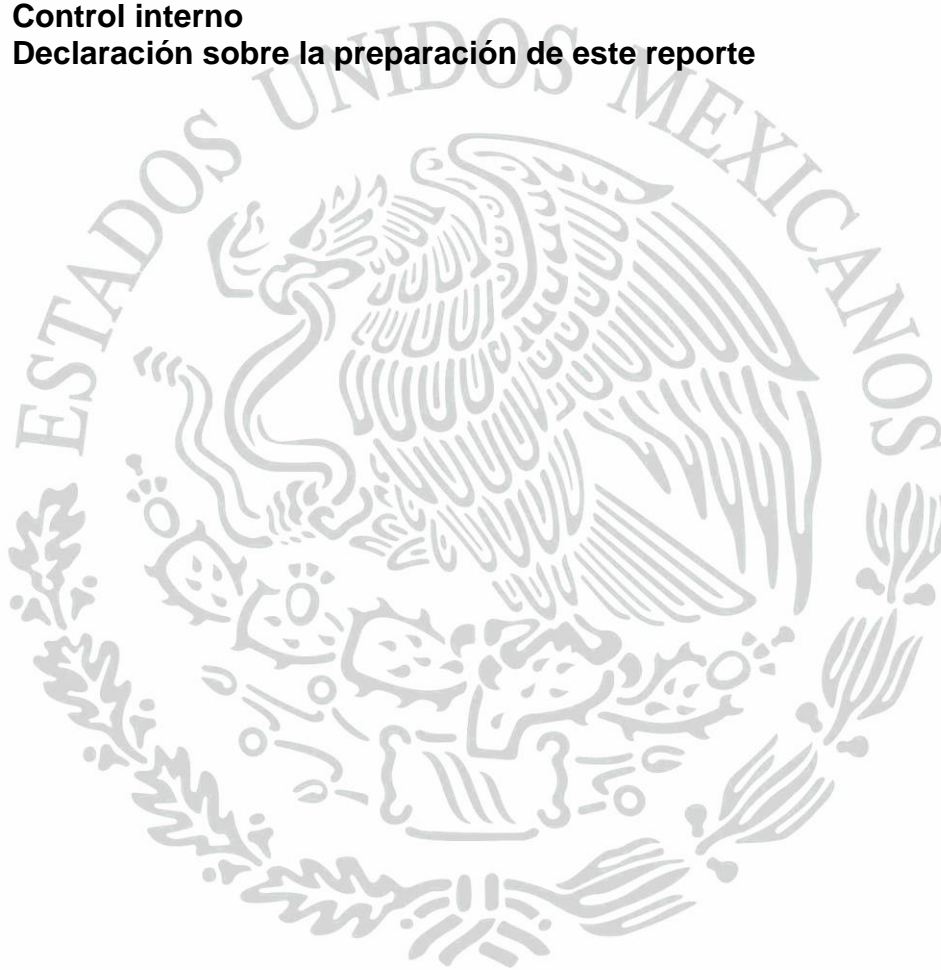 Control interno
Declaración sobre la preparación de este reporte
ESTADOS UNIDOS MEXICANOS